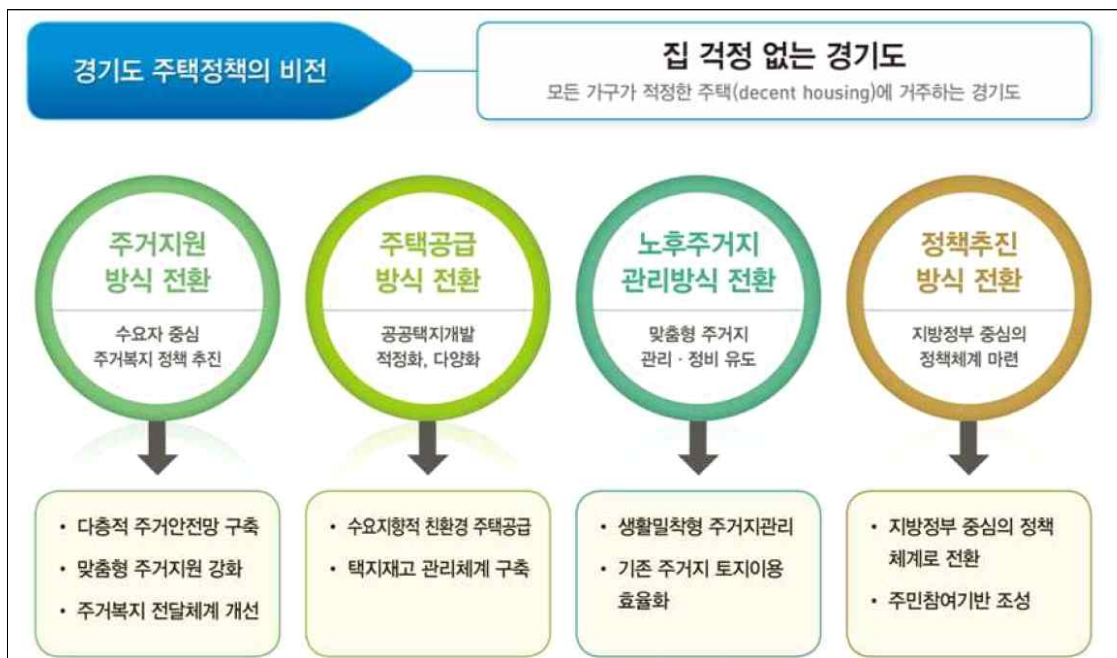 경기도 주택정책의 비전
집 걱정 없는 경기도
모든 가구가 적정한 주택(decent housing)에 거주하는 경기도
주거지원
방식 전환
수요자 중심
주거복지 정책 추진
주택공급
방식 전환
공공택지개발
적정화, 다양화
노후주거지
관리방식 전환
맞춤형 주거지
관리 · 정비 유도
정책추진
방식 전환
지방정부 중심의
정책체계 마련
• 다층적 주거안전망 구축
• 맞춤형 주거지원 강화
• 주거복지 전달체계 개선
• 수요지향적 친환경 주택공급
• 택지재고 관리체계 구축
• 생활밀착형 주거지관리
• 기존 주거지 토지이용
효율화
• 지방정부 중심의 정책
체계로 전환
• 주민참여기반 조성